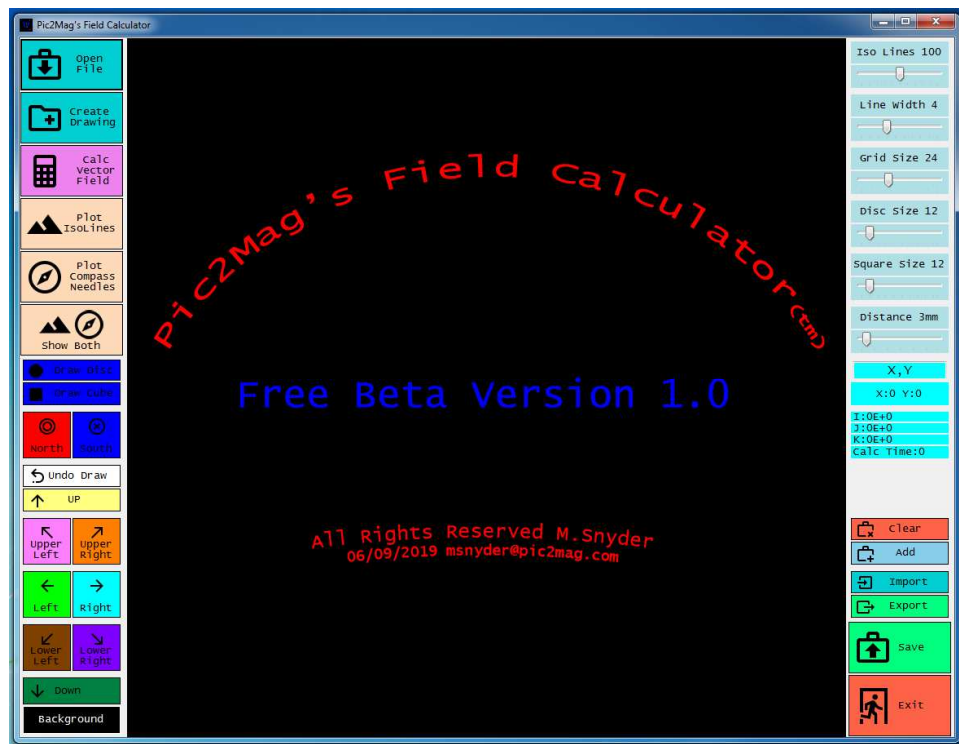 Pic2Mag's Field Calculator
Open
File
Create
Drawing
Calc
Vector
Field
Plot
IsoLines
Plot
Compass
Needles
Show Both
Draw Disc
Draw Cube
North
South
Undo Draw
UP
Upper
Left
Upper
Right
Left
Right
Lower
Left
Lower
Right
Down
Background
Pic2Mag's Field Calculator(tm)
Free Beta Version 1.0
All Rights Reserved M.Snyder
06/09/2019 msnyder@pic2mag.com
Iso Lines 100
Line Width 4
Grid Size 24
Disc Size 12
Square Size 12
Distance 3mm
X,Y
X:0 Y:0
I:0E+0
J:0E+0
K:0E+0
Calc Time:0
Clear
Add
Import
Export
Save
Exit